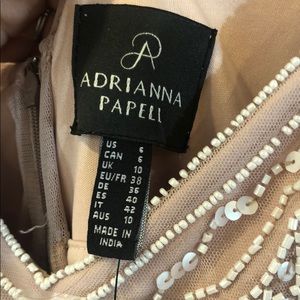 ADRIANNA
PAPELL
US 6
CAN 6
UK 10
EU/FR 38
DE 36
ES 40
IT 42
AUS 10
MADE IN
INDIA